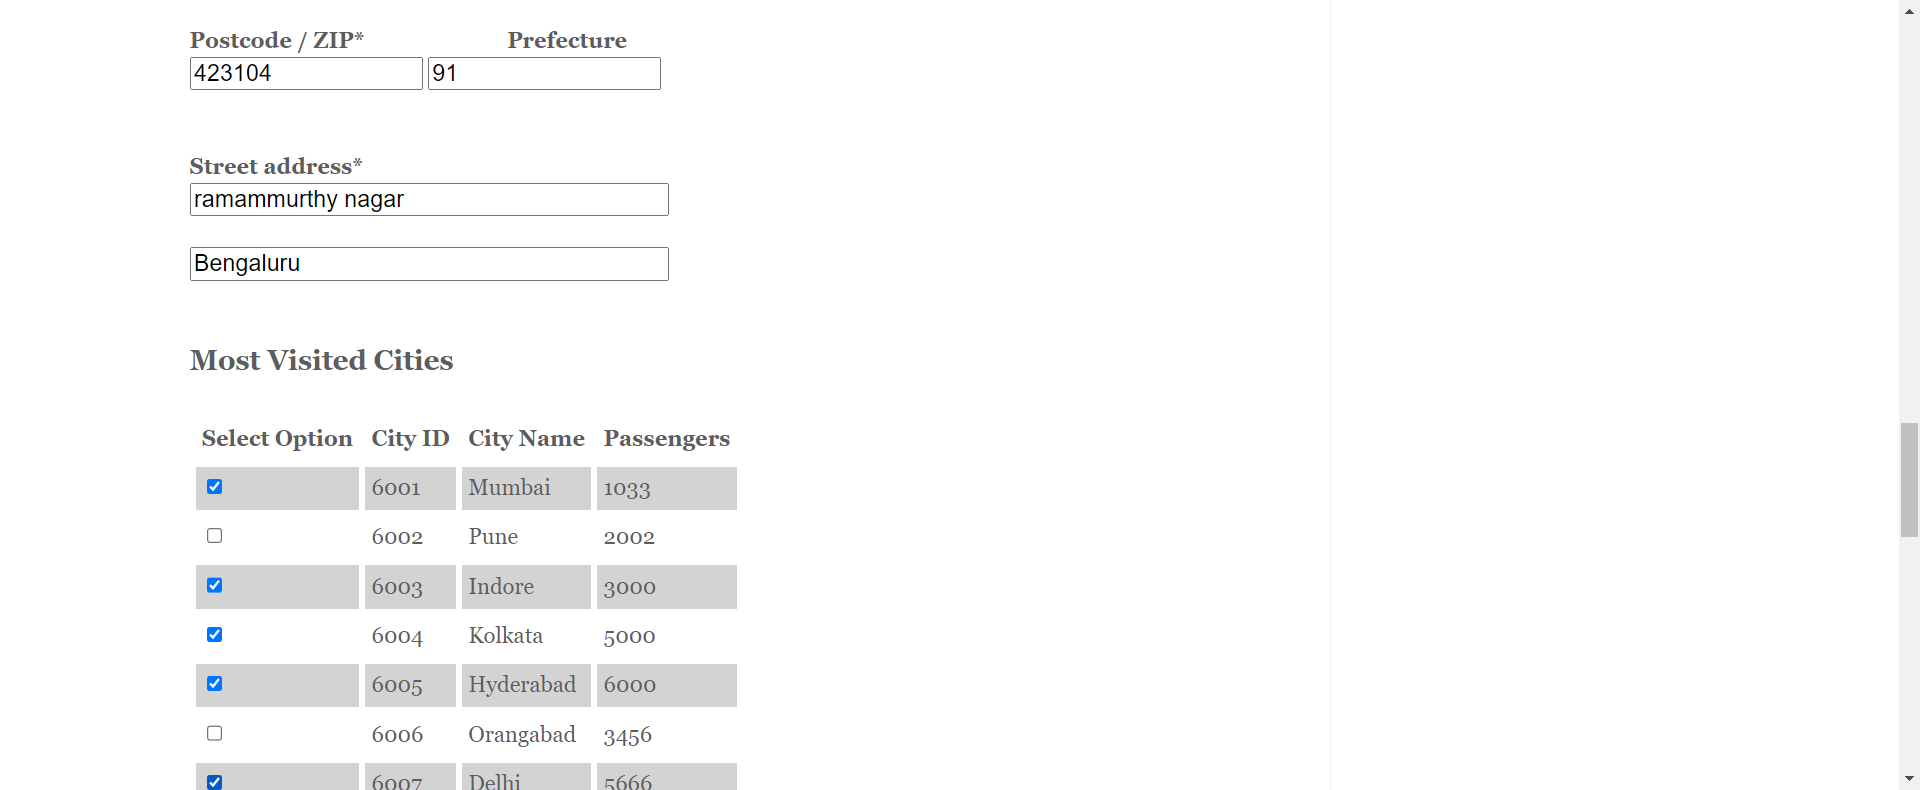 Postcode / ZIP* Prefecture
423104 91
Street address*
ramammurthy nagar
Bengaluru
Most Visited Cities
Select Option City ID City Name Passengers
6001 Mumbai 1033
6002 Pune 2002
6003 Indore 3000
6004 Kolkata 5000
6005 Hyderabad 6000
6006 Orangabad 3456
6007 Delhi 5666